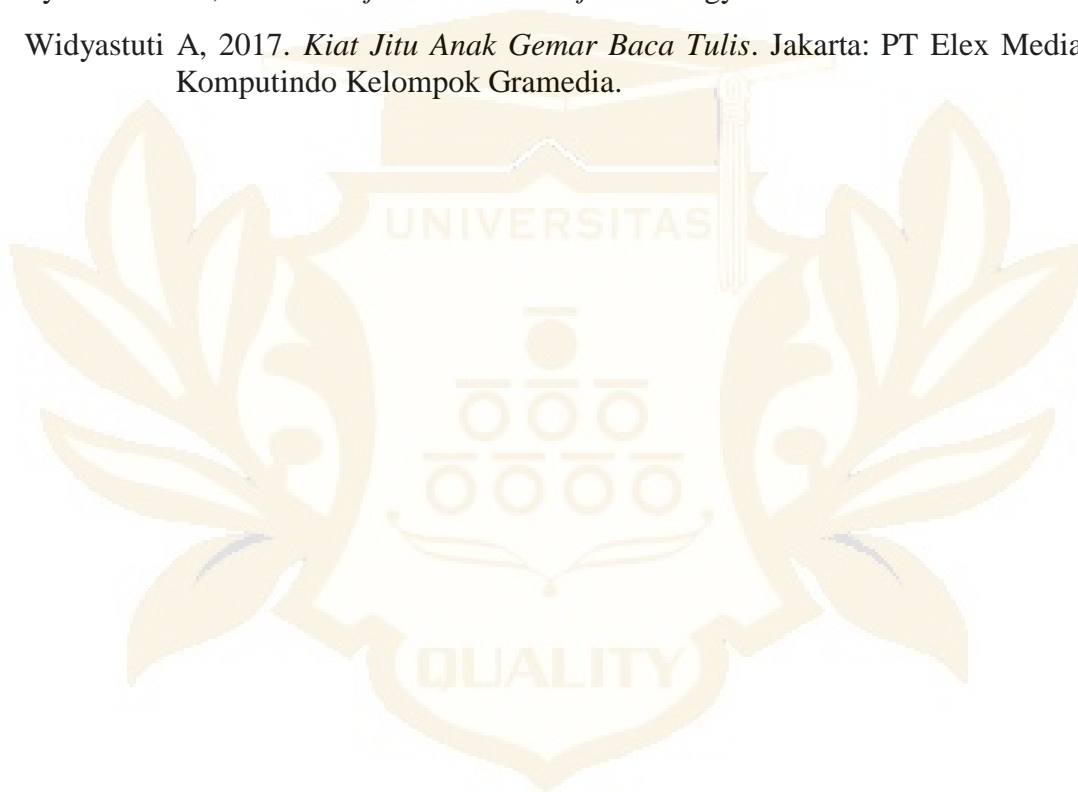 Widyastuti A, 2017. Kiat Jitu Anak Gemar Baca Tulis. Jakarta: PT Elex Media
Komputindo Kelompok Gramedia.
UNIVERSITAS
QUALITY